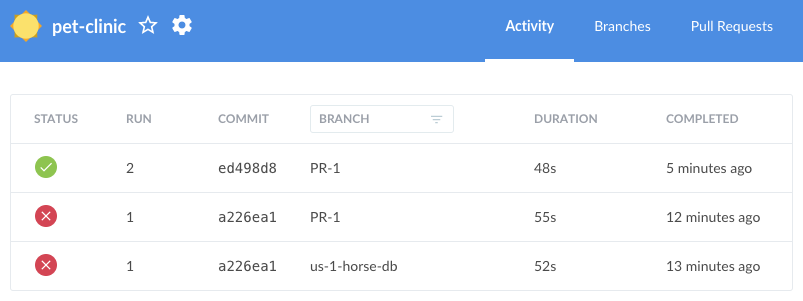 pet-clinic Activity Branches Pull Requests
STATUS RUN COMMIT BRANCH DURATION COMPLETED
2 ed498d8 PR-1 48s 5 minutes ago
1 a226ea1 PR-1 55s 12 minutes ago
1 a226ea1 us-1-horse-db 52s 13 minutes ago